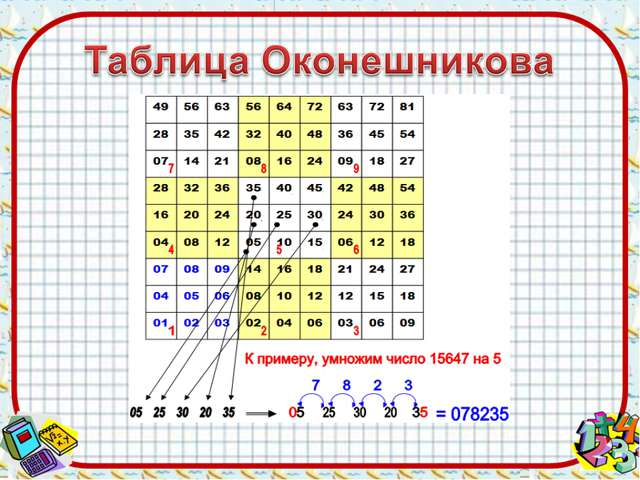 Таблица Оконешникова
49 56 63 56 64 72 63 72 81
28 35 42 32 40 48 36 45 54
07 7 14 21 08 8 16 24 09 9 18 27
28 32 36 35 40 45 42 48 54
16 20 24 20 25 30 24 30 36
04 4 08 12 05 10 5 15 06 6 12 18
07 08 09 14 16 18 21 24 27
04 05 06 08 10 12 12 15 18
01 1 02 03 02 2 04 06 03 3 06 09
К примеру, умножим число 15647 на 5
7 8 2 3
05 25 30 20 35 05 25 30 20 35 = 078235